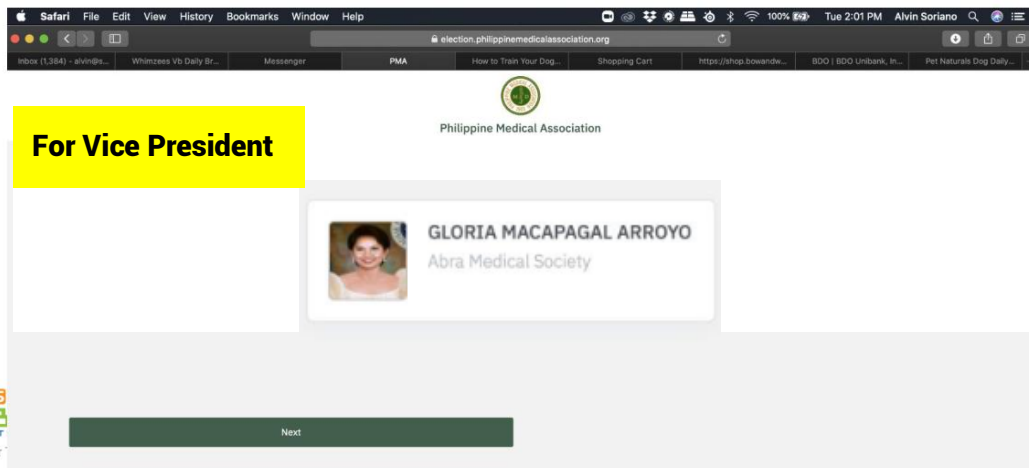 Safari File Edit View History Bookmarks Window Help 100% Tue 2:01 PM Alvin Soriano
election.philippinemedicalassociation.org
Inbox (1,384) - alvin@s... Whimzees Vb Daily Br... Messenger PMA How to Train Your Dog... Shopping Cart https://shop.bowandw... BDO | BDO Unibank, In... Pet Naturals Dog Daily...
Philippine Medical Association
For Vice President
GLORIA MACAPAGAL ARROYO
Abra Medical Society
Next